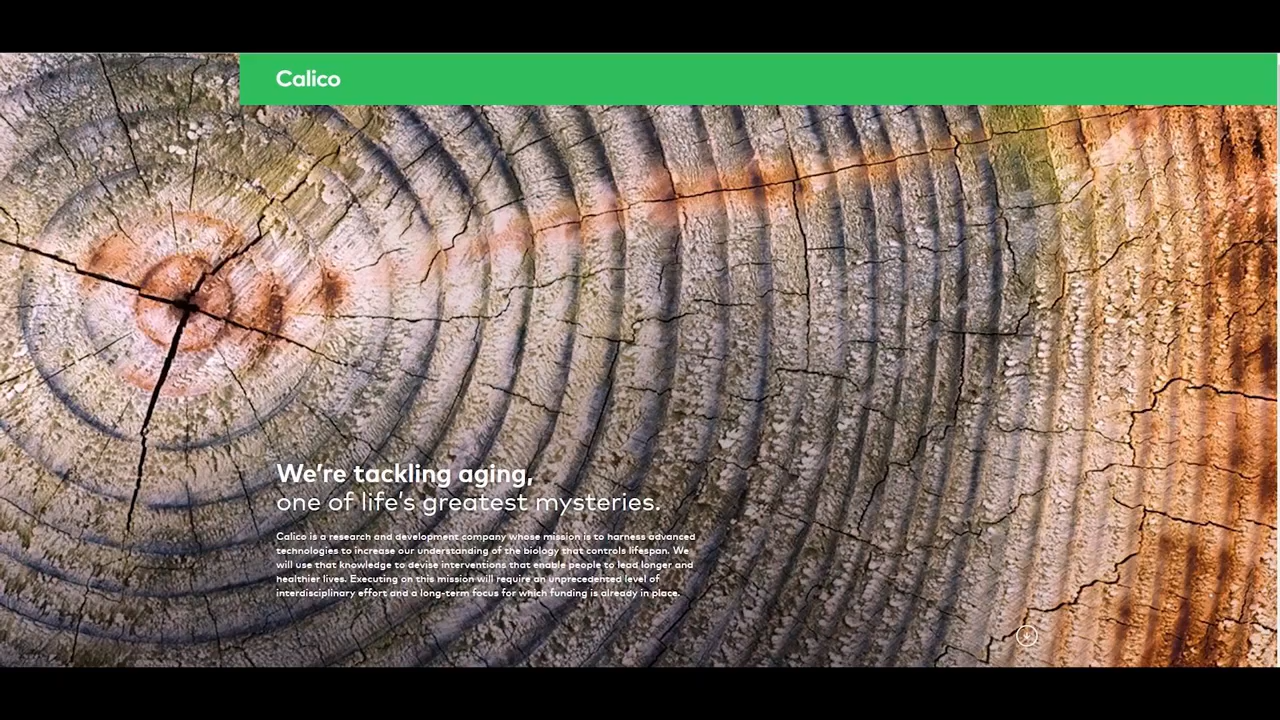 Calico
We're tackling aging,
one of life's greatest mysteries.
Calico is a research and development company whose mission is to harness advanced
technologies to increase our understanding of the biology that controls lifespan. We
will use that knowledge to devise interventions that enable people to lead longer and
healthier lives. Executing on this mission will require an unprecedented level of
interdisciplinary effort and a long-term focus for which funding is already in place.